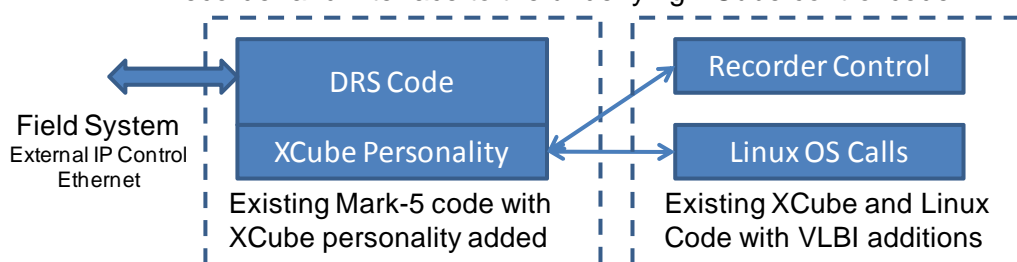 DRS Code
XCube Personality
Recorder Control
Linux OS Calls
Field System
External IP Control
Ethernet
Existing Mark-5 code with
XCube personality added
Existing XCube and Linux
Code with VLBI additions